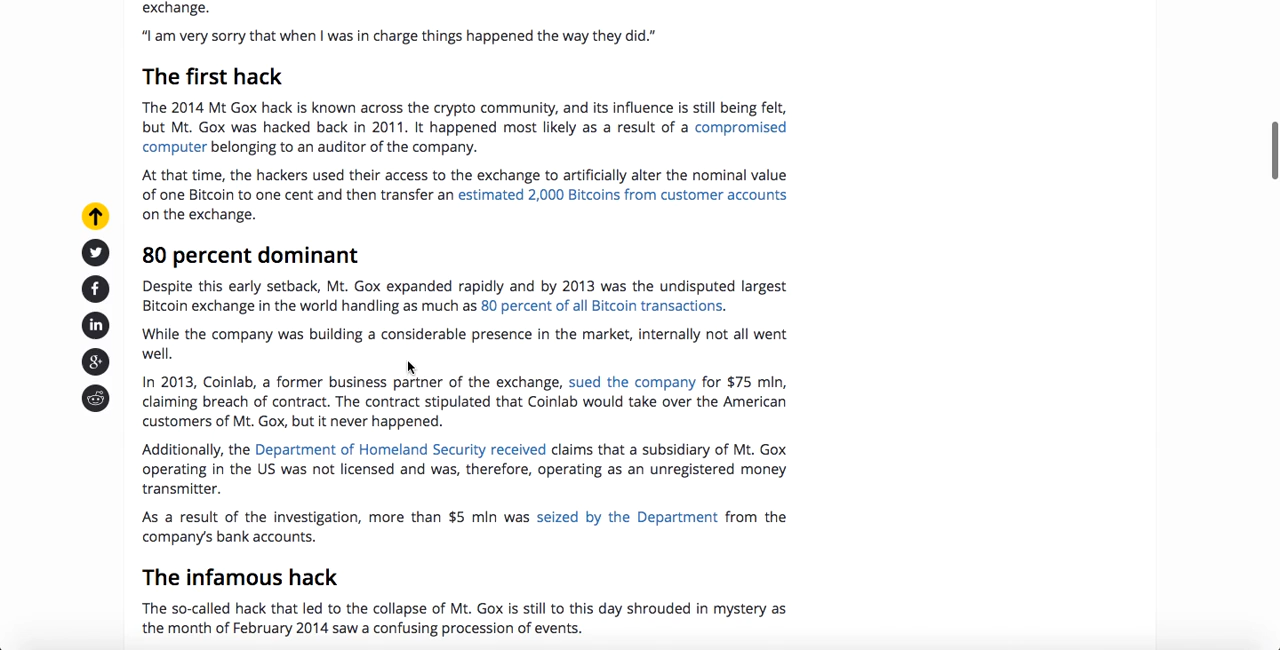 exchange.
“I am very sorry that when I was in charge things happened the way they did.”
The first hack
The 2014 Mt Gox hack is known across the crypto community, and its influence is still being felt,
but Mt. Gox was hacked back in 2011. It happened most likely as a result of a compromised
computer belonging to an auditor of the company.
At that time, the hackers used their access to the exchange to artificially alter the nominal value
of one Bitcoin to one cent and then transfer an estimated 2,000 Bitcoins from customer accounts
on the exchange.
80 percent dominant
Despite this early setback, Mt. Gox expanded rapidly and by 2013 was the undisputed largest
Bitcoin exchange in the world handling as much as 80 percent of all Bitcoin transactions.
While the company was building a considerable presence in the market, internally not all went
well.
In 2013, Coinlab, a former business partner of the exchange, sued the company for $75 mln,
claiming breach of contract. The contract stipulated that Coinlab would take over the American
customers of Mt. Gox, but it never happened.
Additionally, the Department of Homeland Security received claims that a subsidiary of Mt. Gox
operating in the US was not licensed and was, therefore, operating as an unregistered money
transmitter.
As a result of the investigation, more than $5 mln was seized by the Department from the
company’s bank accounts.
The infamous hack
The so-called hack that led to the collapse of Mt. Gox is still to this day shrouded in mystery as
the month of February 2014 saw a confusing procession of events.